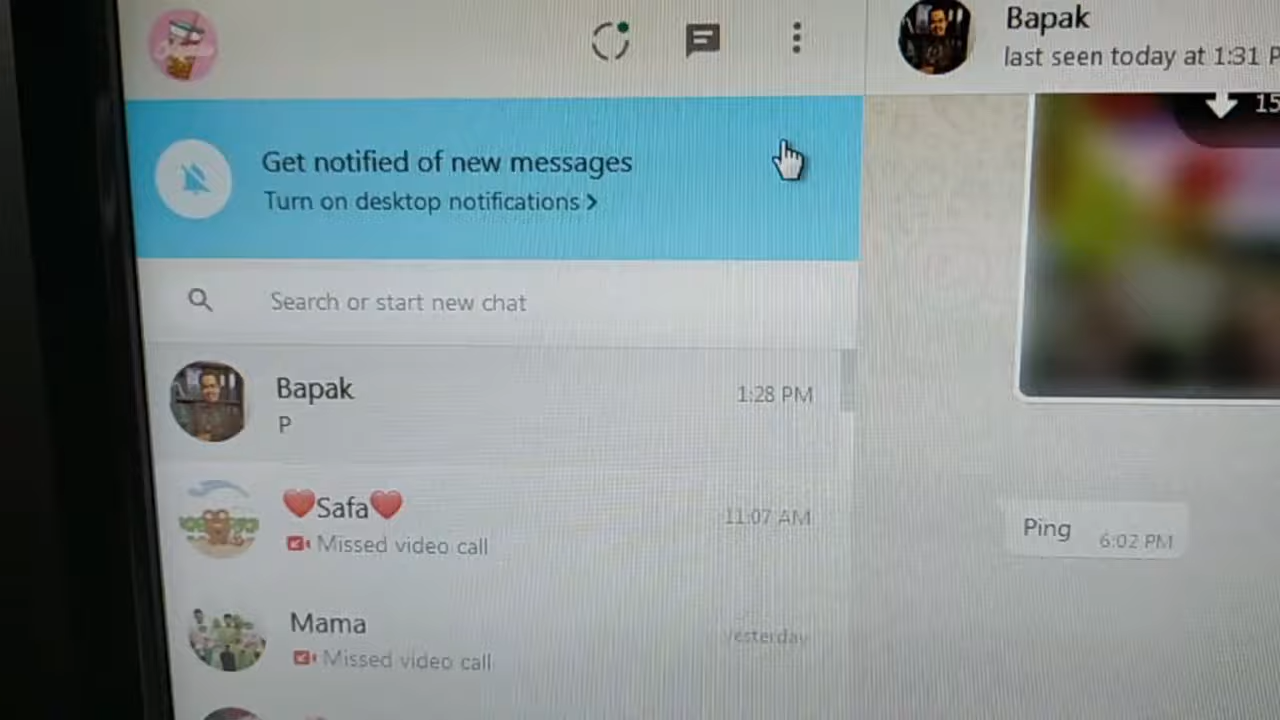 Bapak
last seen today at 1:31 P
15
Get notified of new messages
Turn on desktop notifications >
Search or start new chat
Bapak
1:28 PM
P
❤️Safa❤️
11:07 AM
Missed video call
Mama
yesterday
Missed video call
Ping
6:02 PM